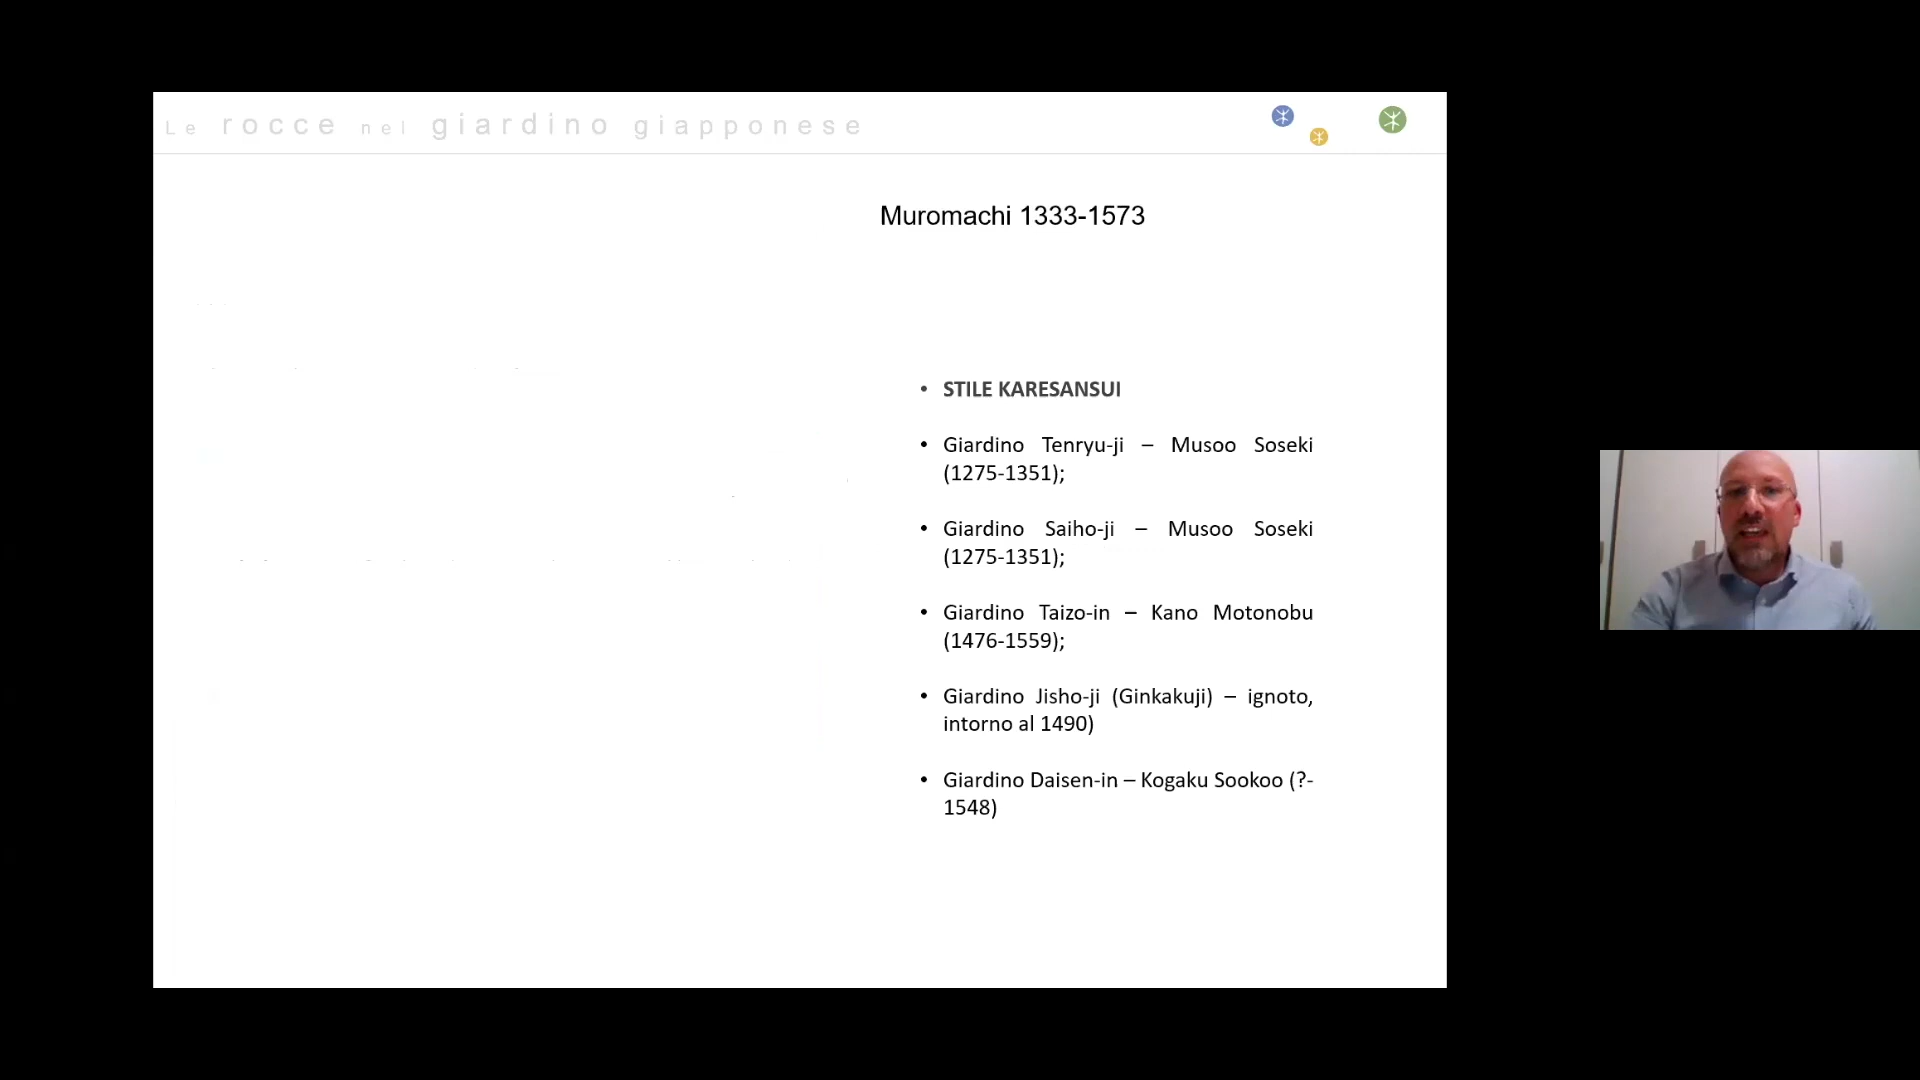 Le rocce nel giardino giapponese
Muromachi 1333-1573
• STILE KARESANSUI
• Giardino Tenryu-ji – Musoo Soseki
(1275-1351);
• Giardino Saiho-ji – Musoo Soseki
(1275-1351);
• Giardino Taizo-in – Kano Motonobu
(1476-1559);
• Giardino Jisho-ji (Ginkakuji) – ignoto,
intorno al 1490)
• Giardino Daisen-in – Kogaku Sookoo (?-
1548)